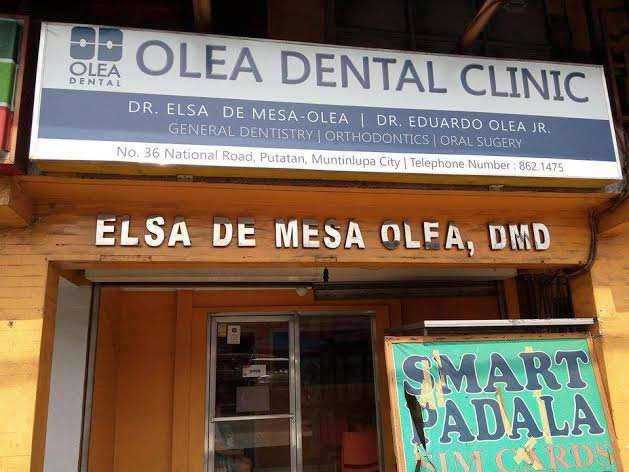 OLEA
DENTAL
OLEA DENTAL CLINIC
DR. ELSA DE MESA-OLEA | DR. EDUARDO OLEA JR.
GENERAL DENTISTRY | ORTHODONTICS | ORAL SUGERY
No. 36 National Road, Putatan, Muntinlupa City | Telephone Number : 862.1475
ELSA DE MESA OLEA, DMD
SMART
PADALA
SIM CARDS